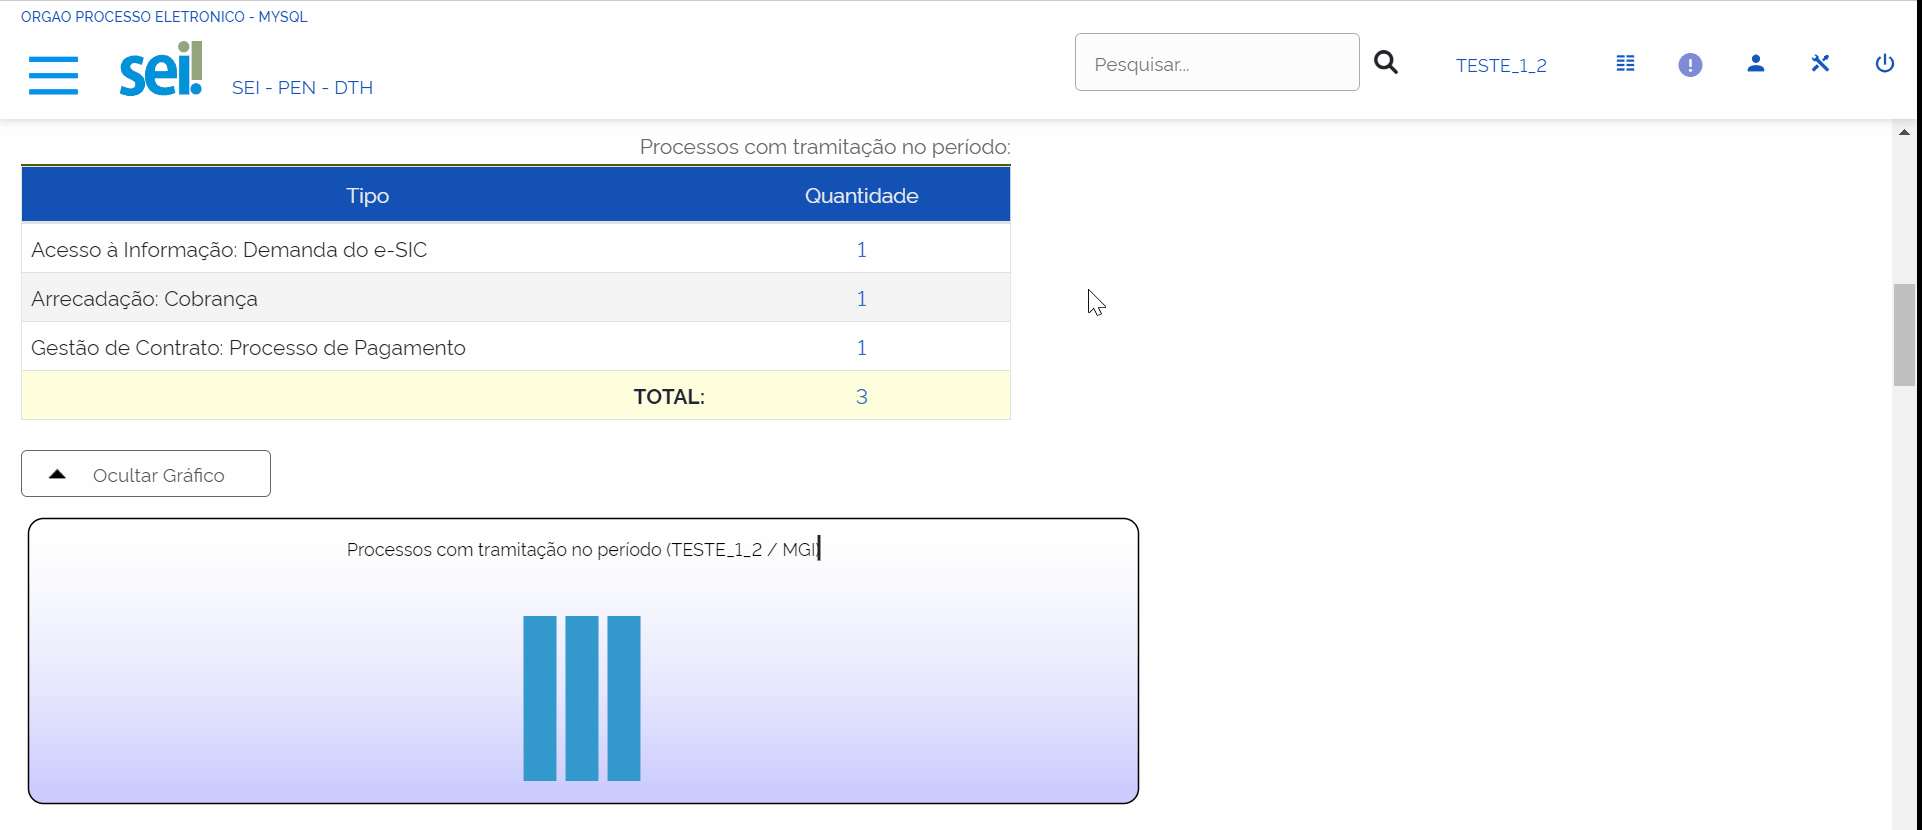 ORGAO PROCESSO ELETRONICO - MYSQL
sei!
SEI - PEN - DTH
Pesquisar...
TESTE_1_2
Processos com tramitação no período:
Tipo Quantidade
Acesso à Informação: Demanda do e-SIC 1
Arrecadação: Cobrança 1
Gestão de Contrato: Processo de Pagamento 1
TOTAL: 3
Ocultar Gráfico
Processos com tramitação no período (TESTE_1_2 / MGI)